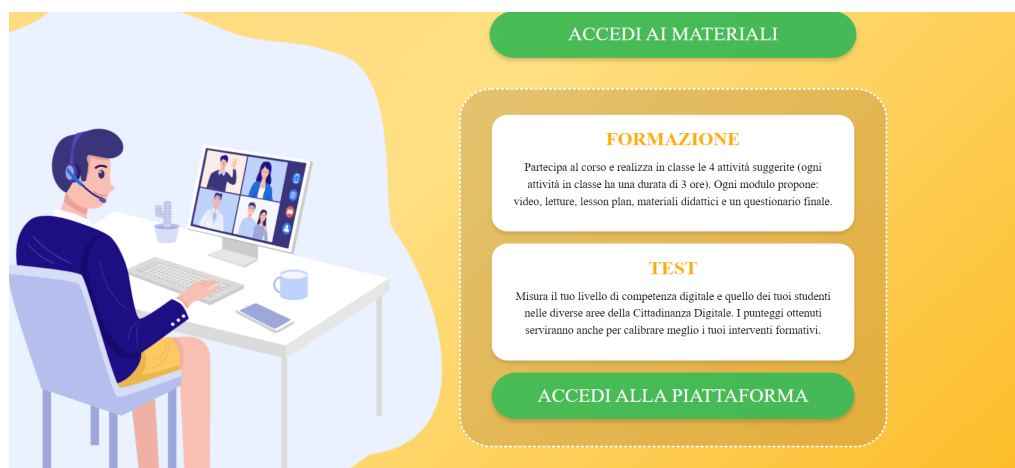 ACCEDI AI MATERIALI
FORMAZIONE
Partecipa al corso e realizza in classe le 4 attività suggerite (ogni
attività in classe ha una durata di 3 ore). Ogni modulo propone:
video, letture, lesson plan, materiali didattici e un questionario finale.
TEST
Misura il tuo livello di competenza digitale e quello dei tuoi studenti
nelle diverse aree della Cittadinanza Digitale. I punteggi ottenuti
serviranno anche per calibrare meglio i tuoi interventi formativi.
ACCEDI ALLA PIATTAFORMA